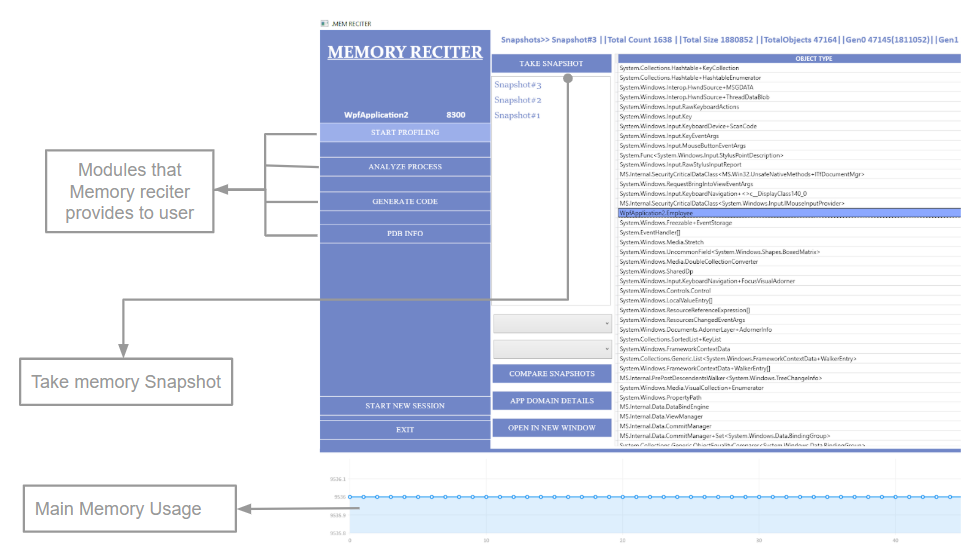 .MEM RECITER
MEMORY RECITER
WpfApplication2 8300
START PROFILING
ANALYZE PROCESS
GENERATE CODE
PDB INFO
START NEW SESSION
EXIT
Modules that
Memory reciter
provides to user
Take memory Snapshot
Main Memory Usage
Snapshots>> Snapshot#3 ||Total Count 1638 ||Total Size 1880852 ||TotalObjects 47164||Gen0 47145(1811052)||Gen1
TAKE SNAPSHOT
Snapshot#3
Snapshot#2
Snapshot#1
COMPARE SNAPSHOTS
APP DOMAIN DETAILS
OPEN IN NEW WINDOW
OBJECT TYPE
System.Collections.Hashtable+KeyCollection
System.Collections.Hashtable+HashtableEnumerator
System.Windows.Interop.HwndSource+MSGDATA
System.Windows.Interop.HwndSource+ThreadDataBlob
System.Windows.Input.RawKeyboardActions
System.Windows.Input.Key
System.Windows.Input.KeyboardDevice+ScanCode
System.Windows.Input.KeyEventArgs
System.Windows.Input.MouseButtonEventArgs
System.Func<System.Windows.Input.StylusPointDescription>
System.Windows.Input.RawStylusInputReport
MS.Internal.SecurityCriticalDataClass<MS.Win32.UnsafeNativeMethods+ITfDocumentMgr>
System.Windows.RequestBringIntoViewEventArgs
System.Windows.Input.KeyboardNavigation+<>c__DisplayClass140_0
MS.Internal.SecurityCriticalDataClass<System.Windows.Input.IMouseInputProvider>
WpfApplication2.Employee
System.Windows.Freezable+EventStorage
System.EventHandler[]
System.Windows.Media.Stretch
System.Windows.UncommonField<System.Windows.Shapes.BoxedMatrix>
System.Windows.Media.DoubleCollectionConverter
System.Windows.SharedDp
System.Windows.Input.KeyboardNavigation+FocusVisualAdorner
System.Windows.Controls.Control
System.Windows.LocalValueEntry[]
System.Windows.ResourceReferenceExpression[]
System.Windows.ResourcesChangedEventArgs
System.Windows.Documents.AdornerLayer+AdornerInfo
System.Collections.SortedList+KeyList
System.Windows.FrameworkContextData
System.Collections.Generic.List<System.Windows.FrameworkContextData+WalkerEntry>
System.Windows.FrameworkContextData+WalkerEntry[]
MS.Internal.PrePostDescendentsWalker<System.Windows.TreeChangeInfo>
System.Windows.Media.VisualCollection+Enumerator
System.Windows.PropertyPath
MS.Internal.Data.DataBindEngine
MS.Internal.Data.ViewManager
MS.Internal.Data.CommitManager
MS.Internal.Data.CommitManager+Set<System.Windows.Data.BindingGroup>
System.Collections.Generic.ObjectEqualityComparer<System.Windows.Data.BindingGroup>